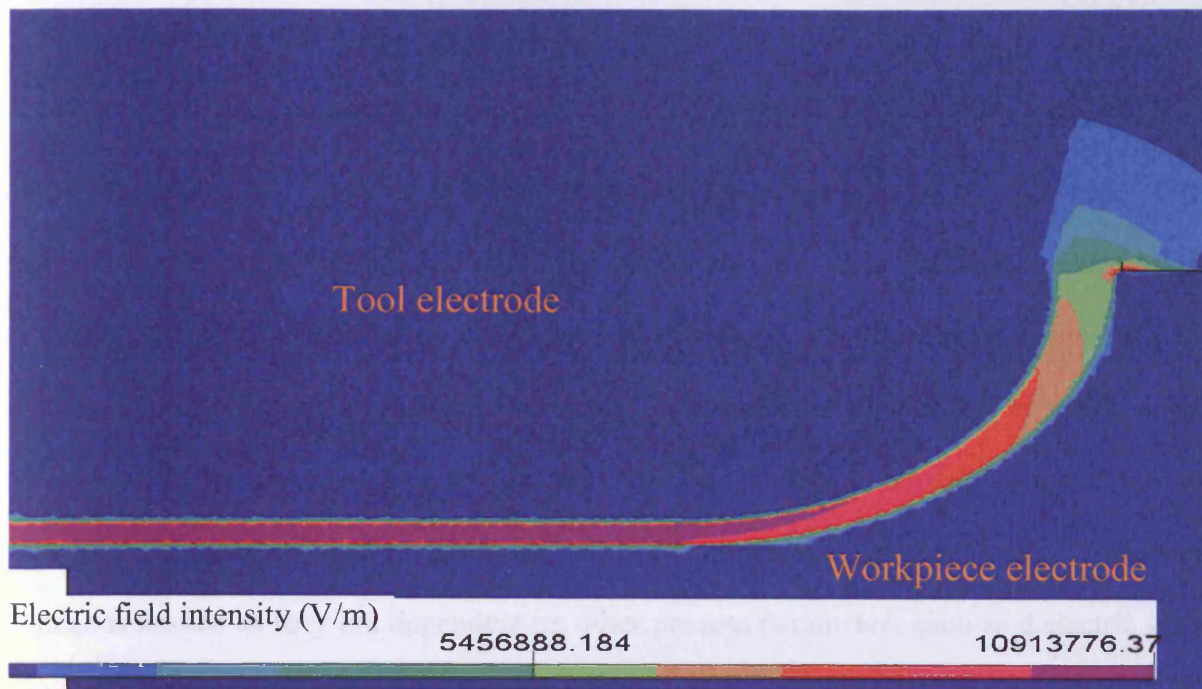 Tool electrode
Workpiece electrode
Electric field intensity (V/m)
5456888.184
10913776.37